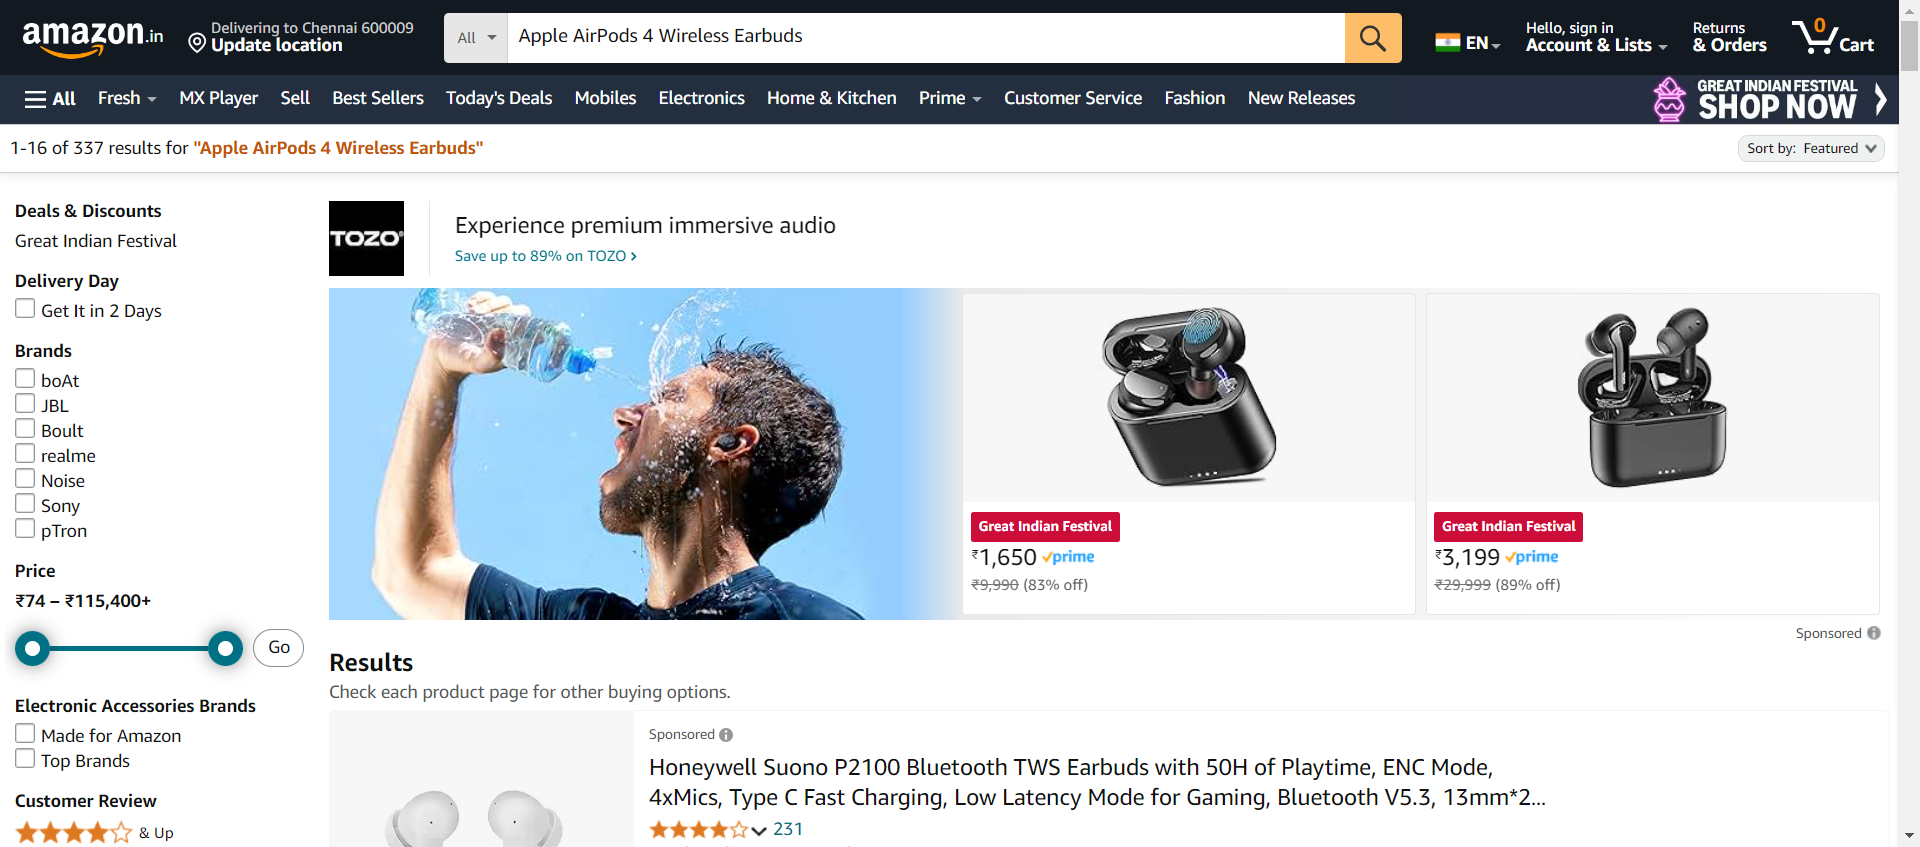 amazon.in
Delivering to Chennai 600009
Update location
All
Apple AirPods 4 Wireless Earbuds
EN
Hello, sign in
Account & Lists
Returns
& Orders
0
Cart
All
Fresh
MX Player
Sell
Best Sellers
Today's Deals
Mobiles
Electronics
Home & Kitchen
Prime
Customer Service
Fashion
New Releases
GREAT INDIAN FESTIVAL
SHOP NOW
1-16 of 337 results for "Apple AirPods 4 Wireless Earbuds"
Sort by: Featured
Deals & Discounts
Great Indian Festival
Delivery Day
Get It in 2 Days
Brands
boAt
JBL
Boult
realme
Noise
Sony
pTron
Price
₹74 – ₹115,400+
Go
Electronic Accessories Brands
Made for Amazon
Top Brands
Customer Review
& Up
TOZO
Experience premium immersive audio
Save up to 89% on TOZO
Great Indian Festival
₹1,650 prime
₹9,990 (83% off)
Great Indian Festival
₹3,199 prime
₹29,999 (89% off)
Sponsored
Results
Check each product page for other buying options.
Sponsored
Honeywell Suono P2100 Bluetooth TWS Earbuds with 50H of Playtime, ENC Mode,
4xMics, Type C Fast Charging, Low Latency Mode for Gaming, Bluetooth V5.3, 13mm*2...
231